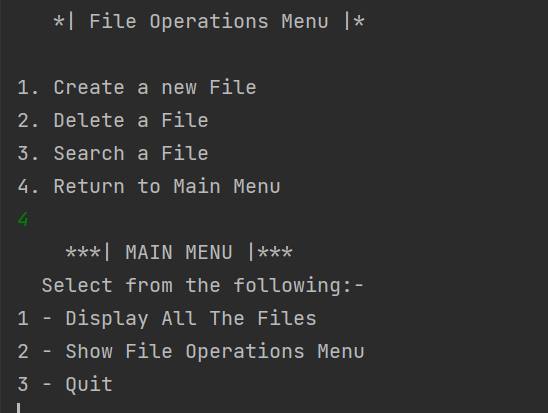 *| File Operations Menu |*
1. Create a new File
2. Delete a File
3. Search a File
4. Return to Main Menu
4
***| MAIN MENU |***
Select from the following:-
1 - Display All The Files
2 - Show File Operations Menu
3 - Quit